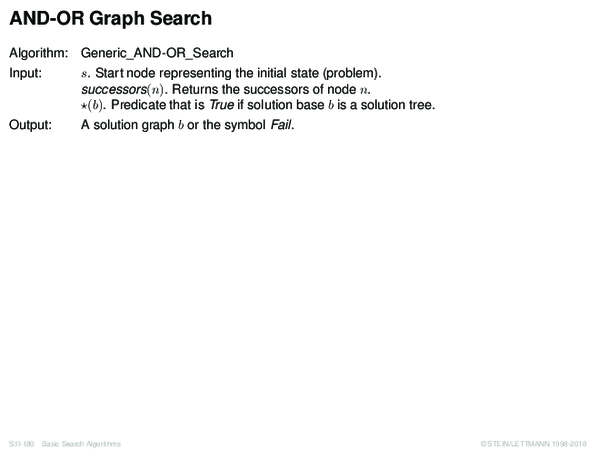 AND-OR Graph Search
Algorithm: Generic_AND-OR_Search
Input: s. Start node representing the initial state (problem).
successors(n). Returns the successors of node n.
⋆(b). Predicate that is True if solution base b is a solution tree.
Output: A solution graph b or the symbol Fail.
S:II-180 Basic Search Algorithms ©STEIN/LETTMANN 1998-2018